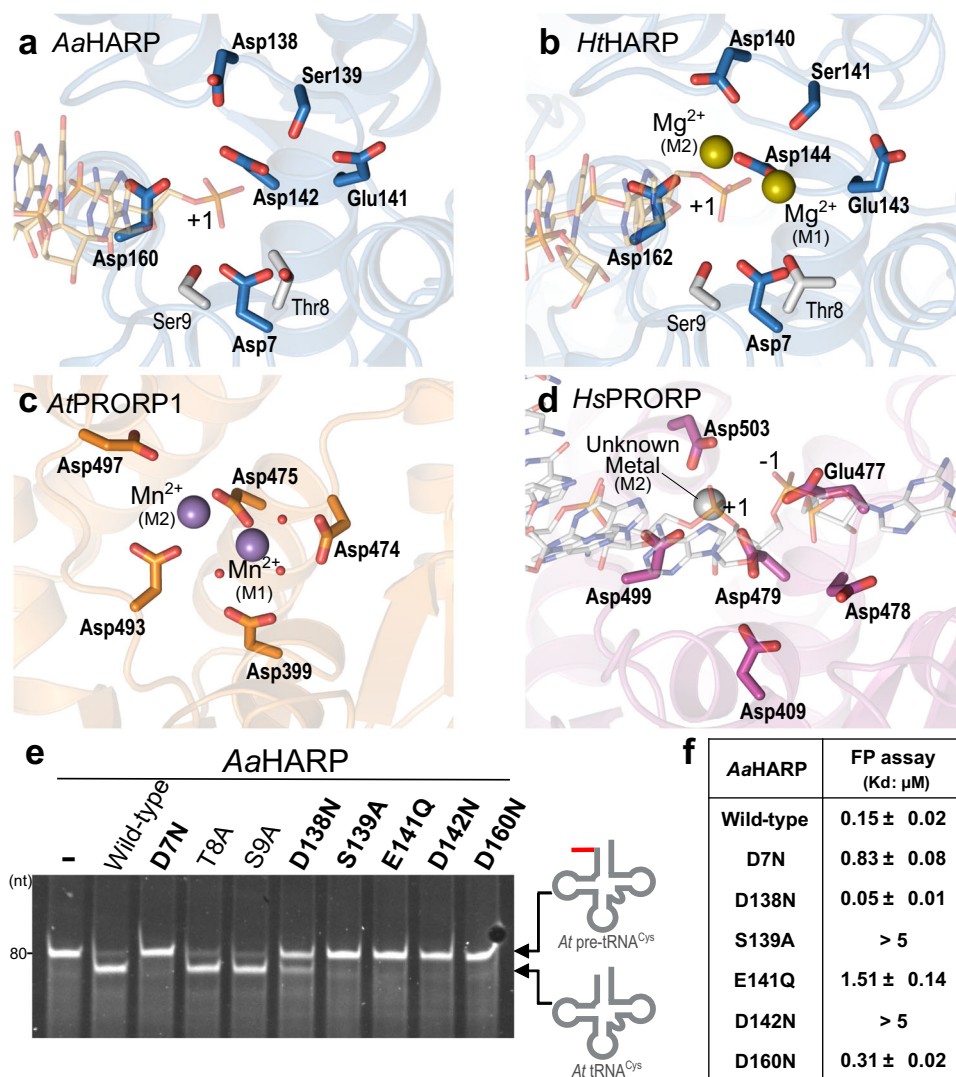 a AaHARP
Asp138
Ser139
Asp142
Glu141
+1
Asp160
Ser9
Thr8
Asp7
b HtHARP
Asp140
Ser141
Mg2+
(M2)
Asp144
+1
Mg2+
(M1)
Glu143
Asp162
Ser9
Thr8
Asp7
c AtPRORP1
Asp497
Asp475
Mn2+
(M2)
Asp474
Mn2+
(M1)
Asp493
Asp399
d HsPRORP
Asp503
Unknown
Metal
(M2)
-1
Glu477
+1
Asp499
Asp479
Asp478
Asp409
e
AaHARP
– Wild-type D7N T8A S9A D138N S139A E141Q D142N D160N
(nt)
80
At pre-tRNACys
At tRNACys
f
AaHARP FP assay
(Kd: μM)
Wild-type 0.15 ± 0.02
D7N 0.83 ± 0.08
D138N 0.05 ± 0.01
S139A > 5
E141Q 1.51 ± 0.14
D142N > 5
D160N 0.31 ± 0.02